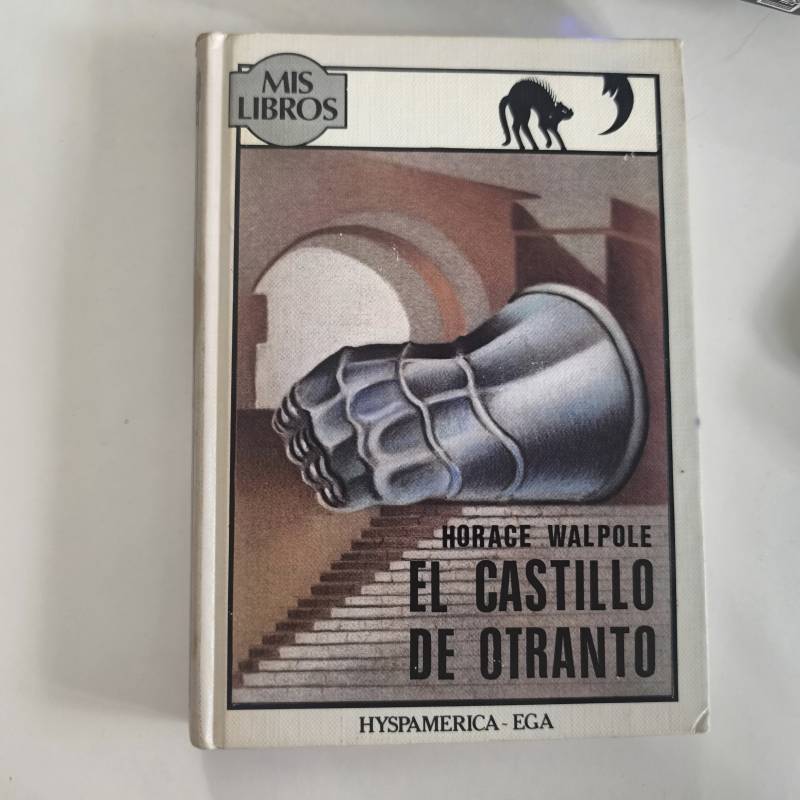 MIS
LIBROS
HORACE WALPOLE
EL CASTILLO
DE OTRANTO
HYSPAMERICA - EGA